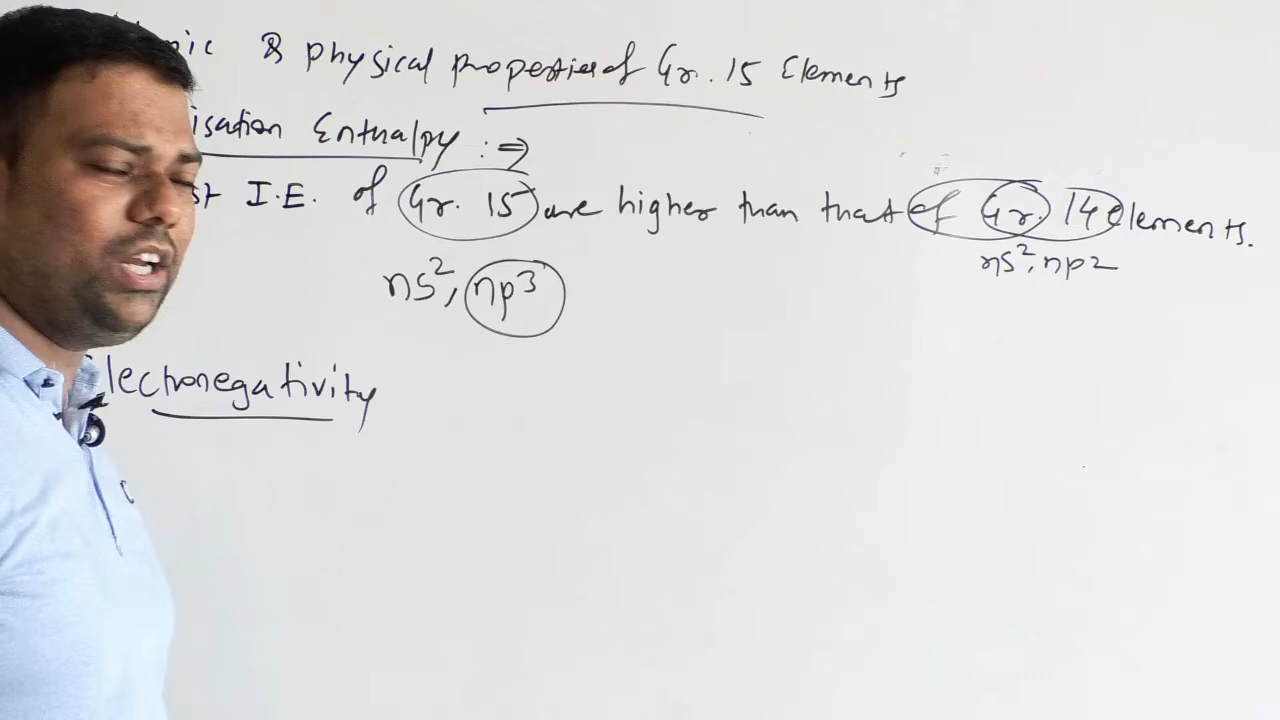 & physical properties of Gr. 15 Elements
isation Enthalpy :⇒
st I.E. of Gr. 15 are higher than that of Gr. 14 elements.
ns², np2
ns², np³
lectronegativity